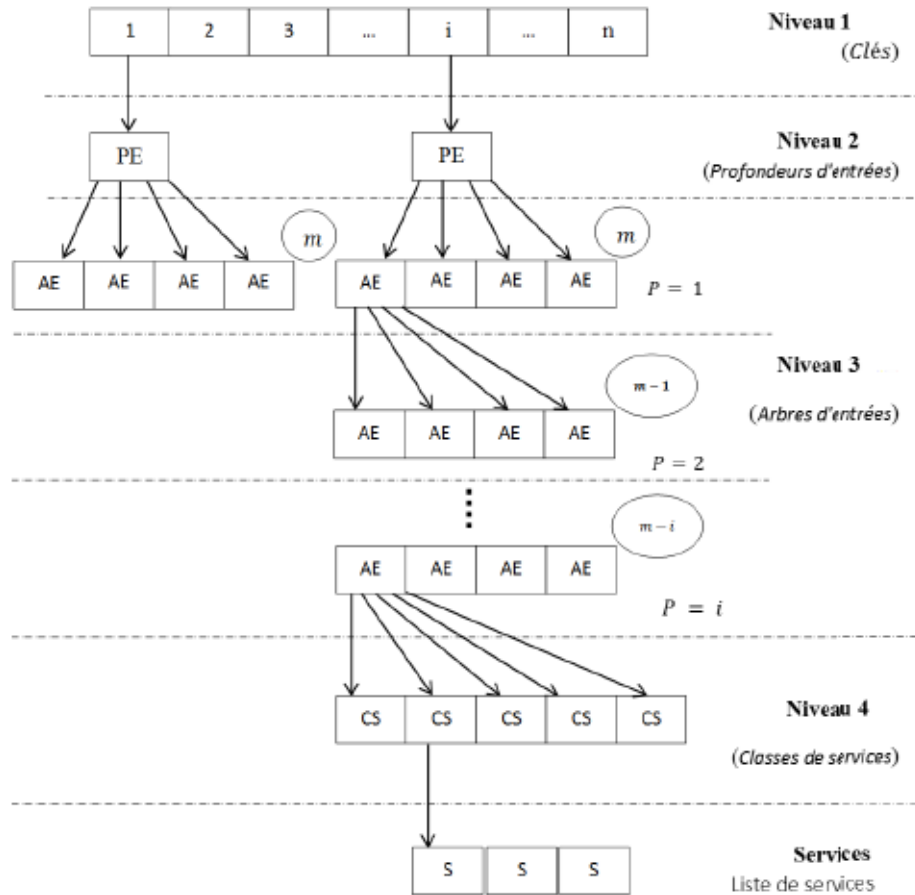 1 2 3 ... i ... n
Niveau 1
(Clés)
PE PE
Niveau 2
(Profondeurs d'entrées)
m m
AE AE AE AE AE AE AE AE
P = 1
Niveau 3
m − 1
(Arbres d'entrées)
AE AE AE AE
P = 2
m − i
AE AE AE AE
P = i
Niveau 4
CS CS CS CS CS
(Classes de services)
Services
S S S
Liste de services